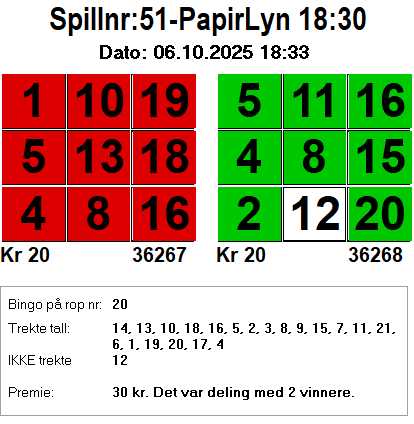 Spillnr:51-PapirLyn 18:30
Dato: 06.10.2025 18:33
1 10 19 5 11 16
5 13 18 4 8 15
4 8 16 2 12 20
Kr 20 36267 Kr 20 36268
Bingo på rop nr: 20
Trekte tall: 14, 13, 10, 18, 16, 5, 2, 3, 8, 9, 15, 7, 11, 21,
6, 1, 19, 20, 17, 4
IKKE trekte 12
Premie: 30 kr. Det var deling med 2 vinnere.